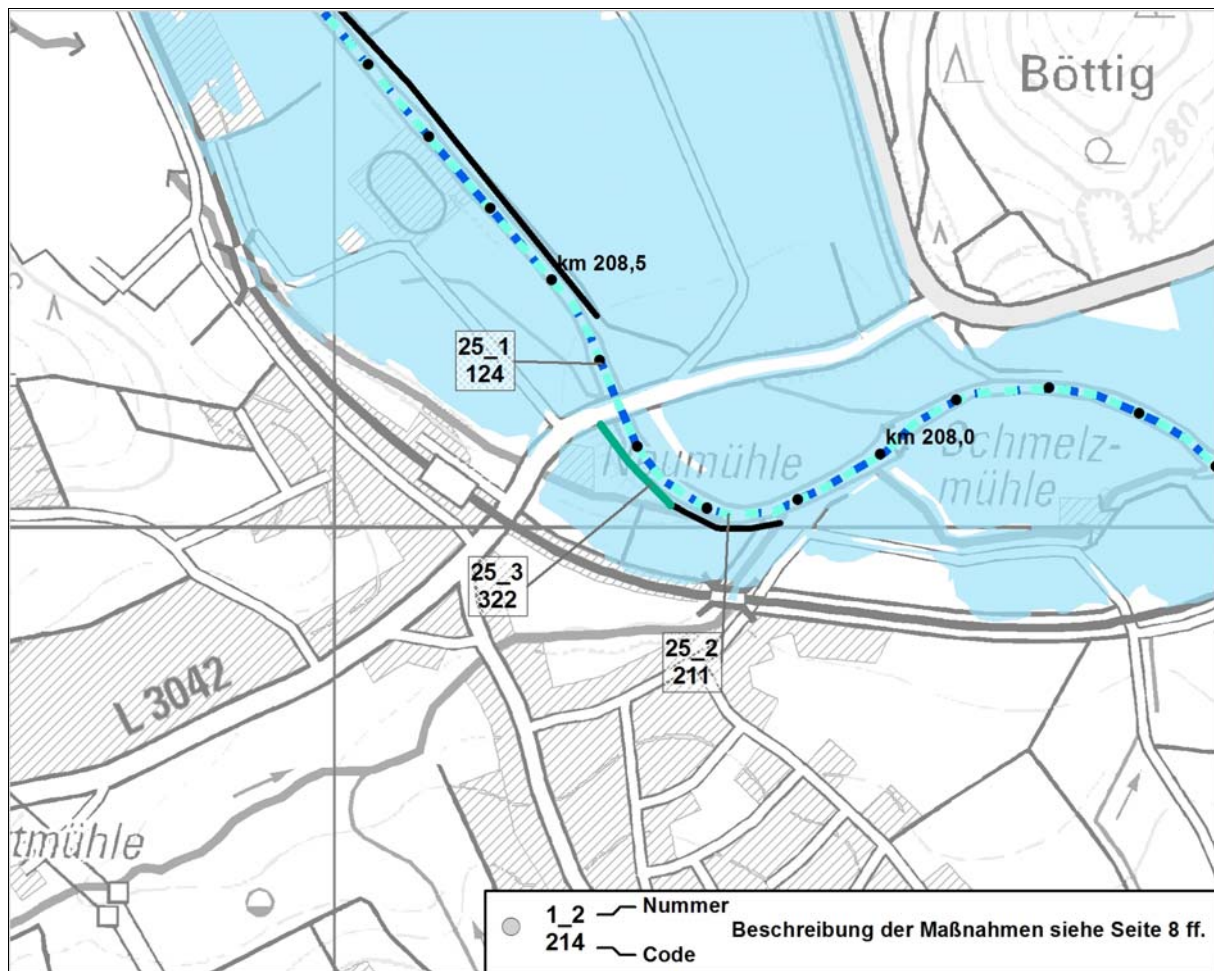 Böttig
280
km 208,5
25_1
124
km 208,0
Neumühle
Schmelz-
mühle
25_3
322
25_2
211
L 3042
tmühle
1_2
214
Nummer
Code
Beschreibung der Maßnahmen siehe Seite 8 ff.